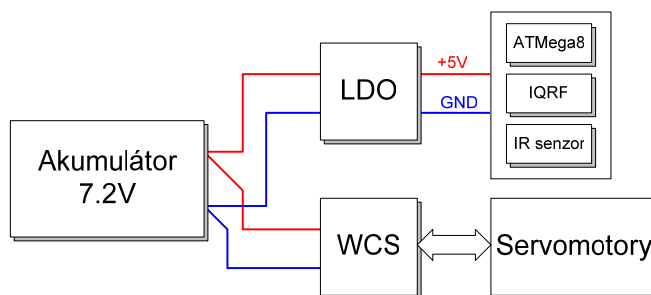 Akumulátor
7.2V
LDO
+5V
GND
ATMega8
IQRF
IR senzor
WCS
Servomotory